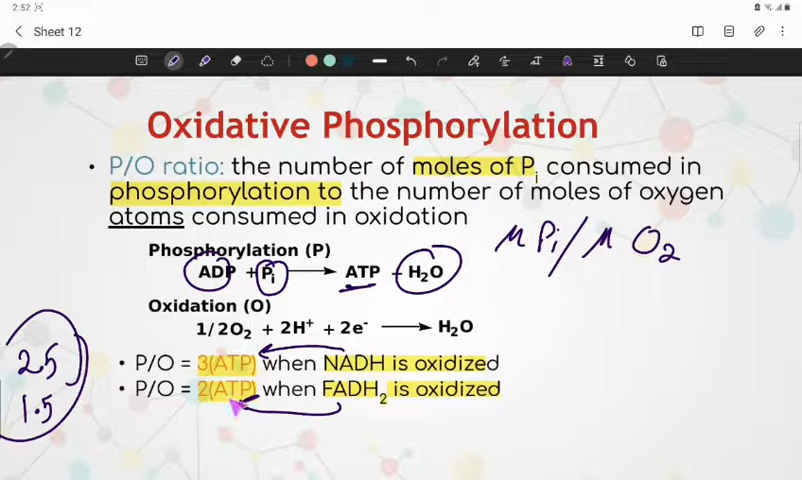 2:52
Sheet 12
Oxidative Phosphorylation
• P/O ratio: the number of moles of Pi consumed in
phosphorylation to the number of moles of oxygen
atoms consumed in oxidation
M Pi/M O2
Phosphorylation (P)
ADP + Pi → ATP + H2O
Oxidation (O)
1/2O2 + 2H+ + 2e- → H2O
• P/O = 3(ATP) when NADH is oxidized
• P/O = 2(ATP) when FADH2 is oxidized
2.5
1.5